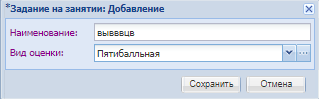 *Задание на занятии: Добавление
Наименование: вывввцв
Вид оценки: Пятибалльная
Сохранить Отмена